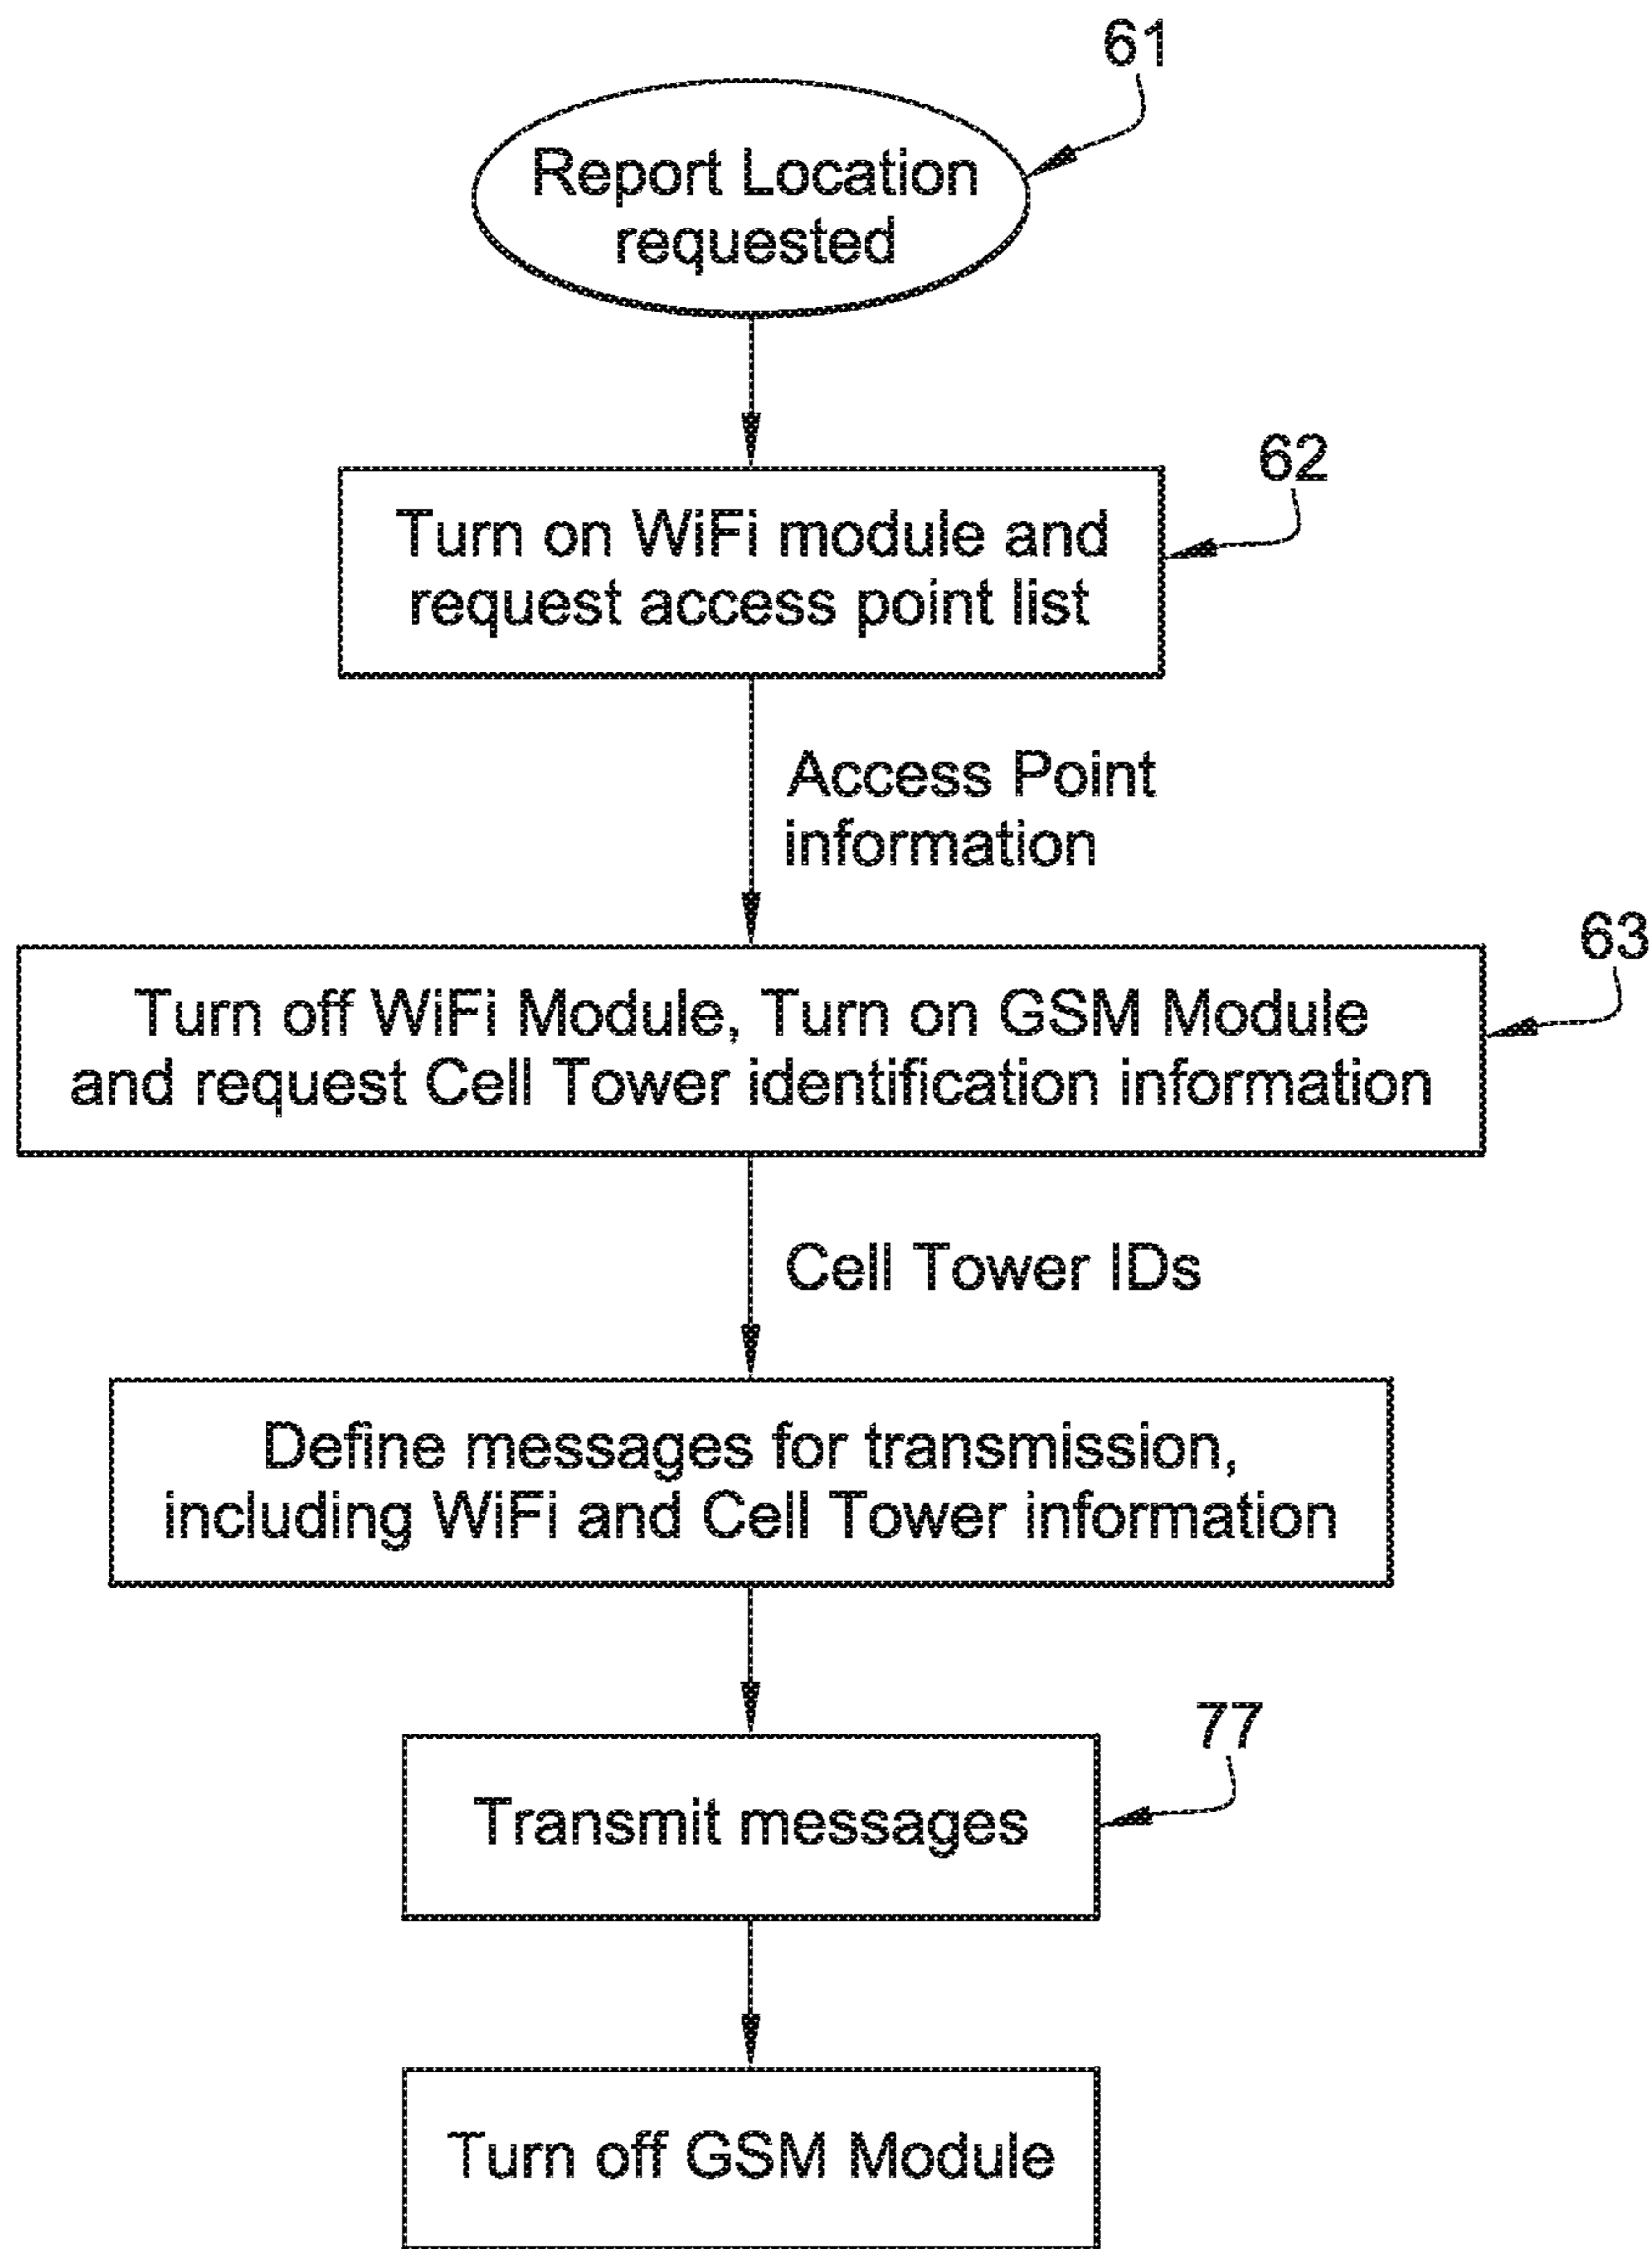 61
Report Location
requested
62
Turn on WiFi module and
request access point list
Access Point
information
63
Turn off WiFi Module, Turn on GSM Module
and request Cell Tower identification information
Cell Tower IDs
Define messages for transmission,
including WiFi and Cell Tower information
77
Transmit messages
Turn off GSM Module